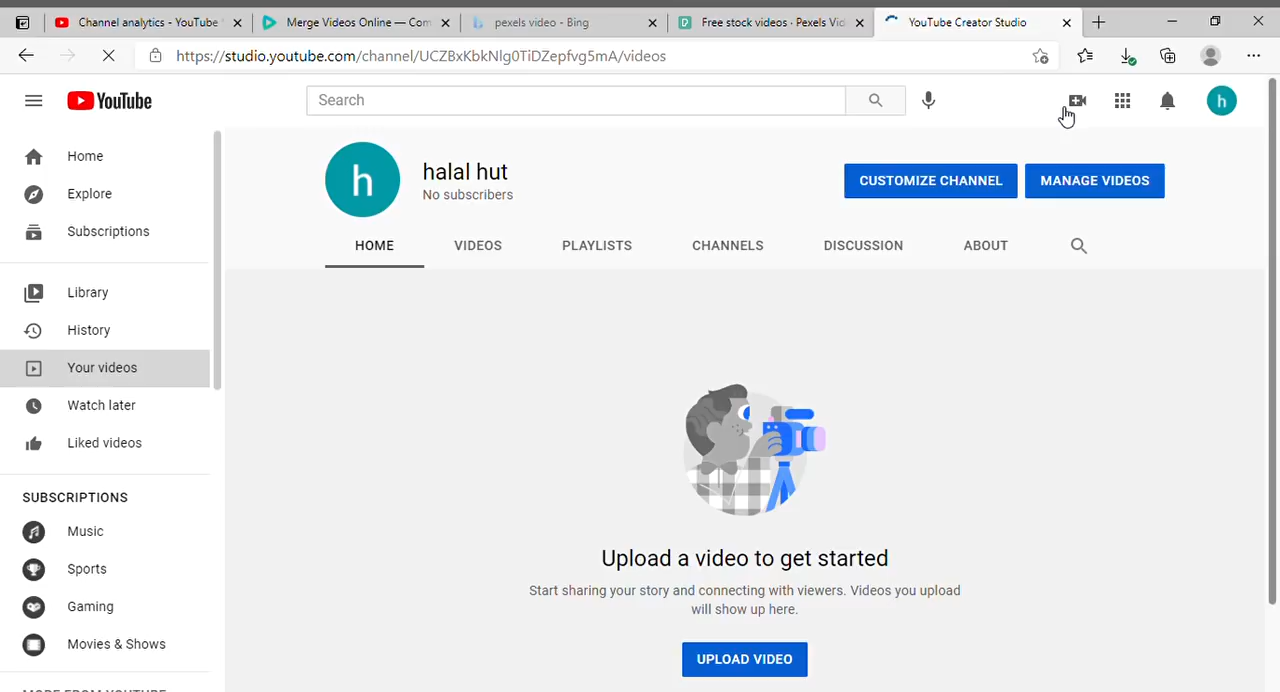 Channel analytics - YouTube
Merge Videos Online — Com
pexels video - Bing
Free stock videos · Pexels Vid
YouTube Creator Studio
https://studio.youtube.com/channel/UCZBxKbkNlg0TiDZepfvg5mA/videos
YouTube
Search
h
h
halal hut
No subscribers
CUSTOMIZE CHANNEL
MANAGE VIDEOS
HOME
VIDEOS
PLAYLISTS
CHANNELS
DISCUSSION
ABOUT
Home
Explore
Subscriptions
Library
History
Your videos
Watch later
Liked videos
SUBSCRIPTIONS
Music
Sports
Gaming
Movies & Shows
MORE FROM YOUTUBE
Upload a video to get started
Start sharing your story and connecting with viewers. Videos you upload
will show up here.
UPLOAD VIDEO